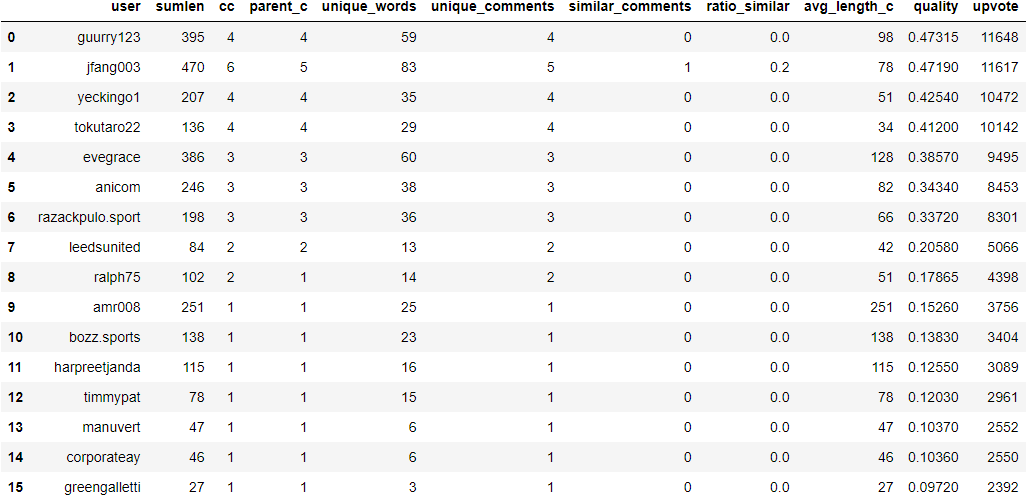 user sumlen cc parent_c unique_words unique_comments similar_comments ratio_similar avg_length_c quality upvote
0 guurry123 395 4 4 59 4 0 0.0 98 0.47315 11648
1 jfang003 470 6 5 83 5 1 0.2 78 0.47190 11617
2 yeckingo1 207 4 4 35 4 0 0.0 51 0.42540 10472
3 tokutaro22 136 4 4 29 4 0 0.0 34 0.41200 10142
4 evegrace 386 3 3 60 3 0 0.0 128 0.38570 9495
5 anicom 246 3 3 38 3 0 0.0 82 0.34340 8453
6 razackpulo.sport 198 3 3 36 3 0 0.0 66 0.33720 8301
7 leedsunited 84 2 2 13 2 0 0.0 42 0.20580 5066
8 ralph75 102 2 1 14 2 0 0.0 51 0.17865 4398
9 amr008 251 1 1 25 1 0 0.0 251 0.15260 3756
10 bozz.sports 138 1 1 23 1 0 0.0 138 0.13830 3404
11 harpreetjanda 115 1 1 16 1 0 0.0 115 0.12550 3089
12 timmypat 78 1 1 15 1 0 0.0 78 0.12030 2961
13 manuvert 47 1 1 6 1 0 0.0 47 0.10370 2552
14 corporateay 46 1 1 6 1 0 0.0 46 0.10360 2550
15 greengalletti 27 1 1 3 1 0 0.0 27 0.09720 2392